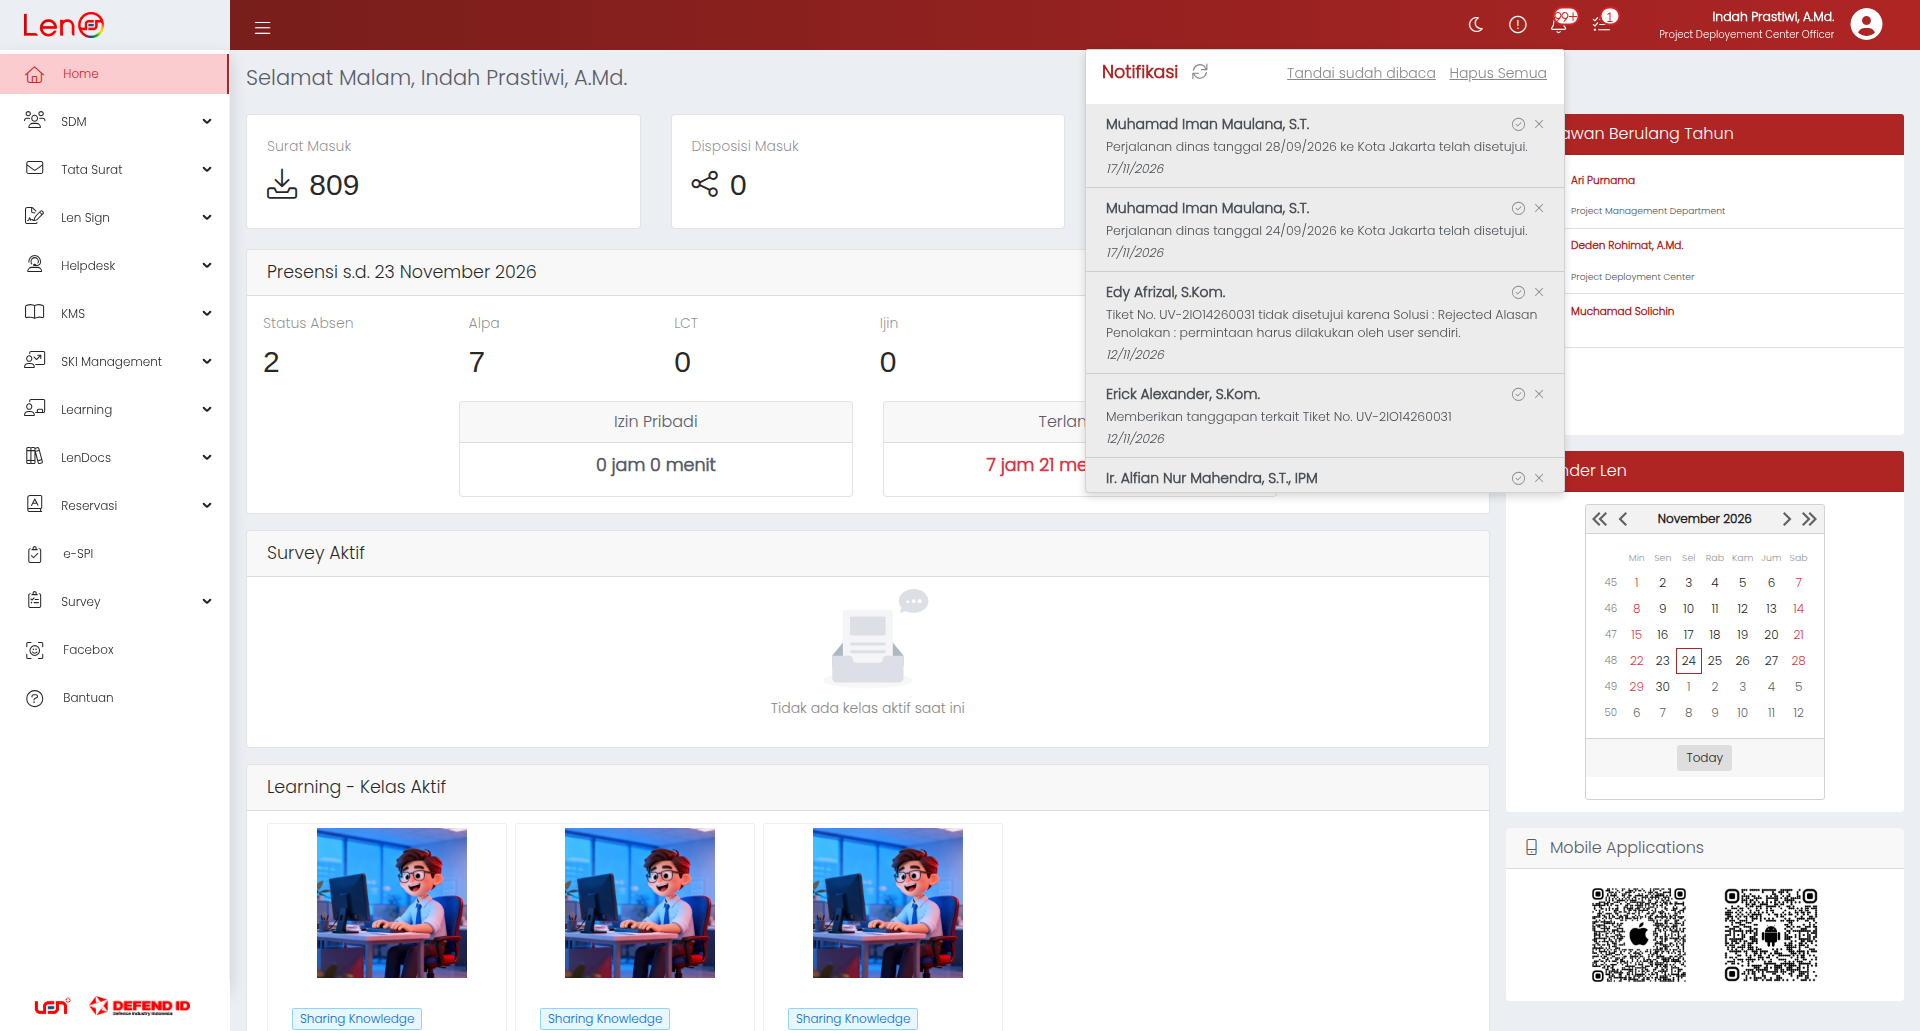 Len
99+
1
Indah Prastiwi, A.Md.
Project Deployement Center Officer
Home
SDM
Tata Surat
Len Sign
Helpdesk
KMS
SKI Management
Learning
LenDocs
Reservasi
e-SPI
Survey
Facebox
Bantuan
LEN
DEFEND ID
Defence Industry Indonesia
Selamat Malam, Indah Prastiwi, A.Md.
Surat Masuk
809
Disposisi Masuk
0
Presensi s.d. 23 November 2026
Status Absen
2
Alpa
7
LCT
0
Ijin
0
Izin Pribadi
0 jam 0 menit
Terlam
7 jam 21 me
Survey Aktif
Tidak ada kelas aktif saat ini
Learning - Kelas Aktif
Sharing Knowledge
Sharing Knowledge
Sharing Knowledge
Notifikasi
Tandai sudah dibaca
Hapus Semua
Muhamad Iman Maulana, S.T.
Perjalanan dinas tanggal 28/09/2026 ke Kota Jakarta telah disetujui.
17/11/2026
Muhamad Iman Maulana, S.T.
Perjalanan dinas tanggal 24/09/2026 ke Kota Jakarta telah disetujui.
17/11/2026
Edy Afrizal, S.Kom.
Tiket No. UV-2IO14260031 tidak disetujui karena Solusi : Rejected Alasan
Penolakan : permintaan harus dilakukan oleh user sendiri.
12/11/2026
Erick Alexander, S.Kom.
Memberikan tanggapan terkait Tiket No. UV-2IO14260031
12/11/2026
Ir. Alfian Nur Mahendra, S.T., IPM
awan Berulang Tahun
Ari Purnama
Project Management Department
Deden Rohimat, A.Md.
Project Deployment Center
Muchamad Solichin
nder Len
November 2026
Min Sen Sel Rab Kam Jum Sab
45 1 2 3 4 5 6 7
46 8 9 10 11 12 13 14
47 15 16 17 18 19 20 21
48 22 23 24 25 26 27 28
49 29 30 1 2 3 4 5
50 6 7 8 9 10 11 12
Today
Mobile Applications